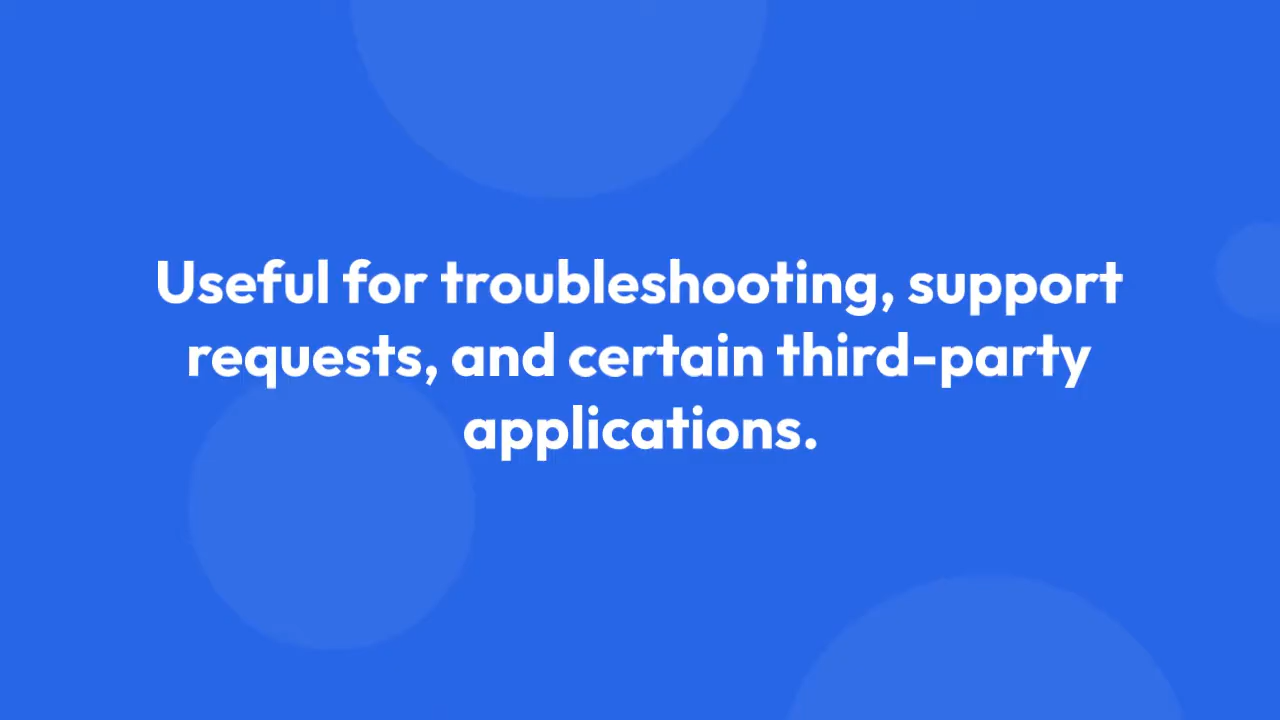 Useful for troubleshooting, support
requests, and certain third-party
applications.